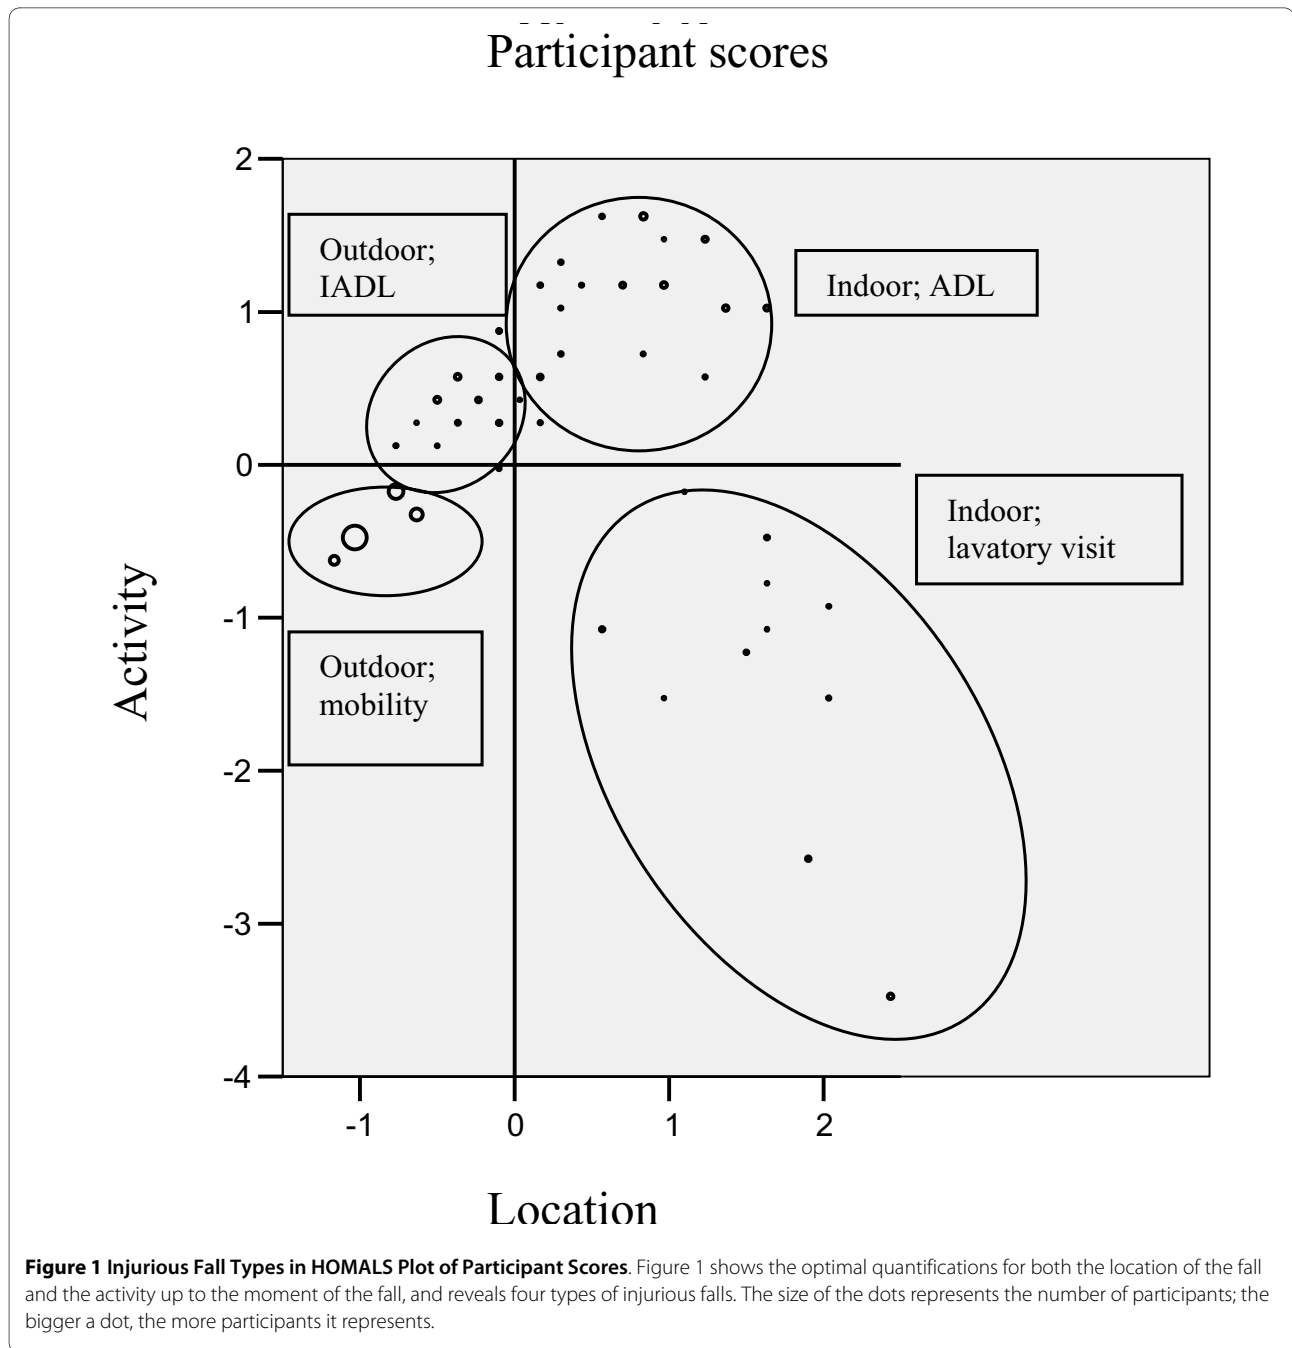 Participant scores
2
Outdoor;
IADL
Indoor; ADL
1
0
Indoor;
lavatory visit
-1
Outdoor;
mobility
Activity
-2
-3
-4
-1
0
1
2
Location
Figure 1 Injurious Fall Types in HOMALS Plot of Participant Scores. Figure 1 shows the optimal quantifications for both the location of the fall
and the activity up to the moment of the fall, and reveals four types of injurious falls. The size of the dots represents the number of participants; the
bigger a dot, the more participants it represents.